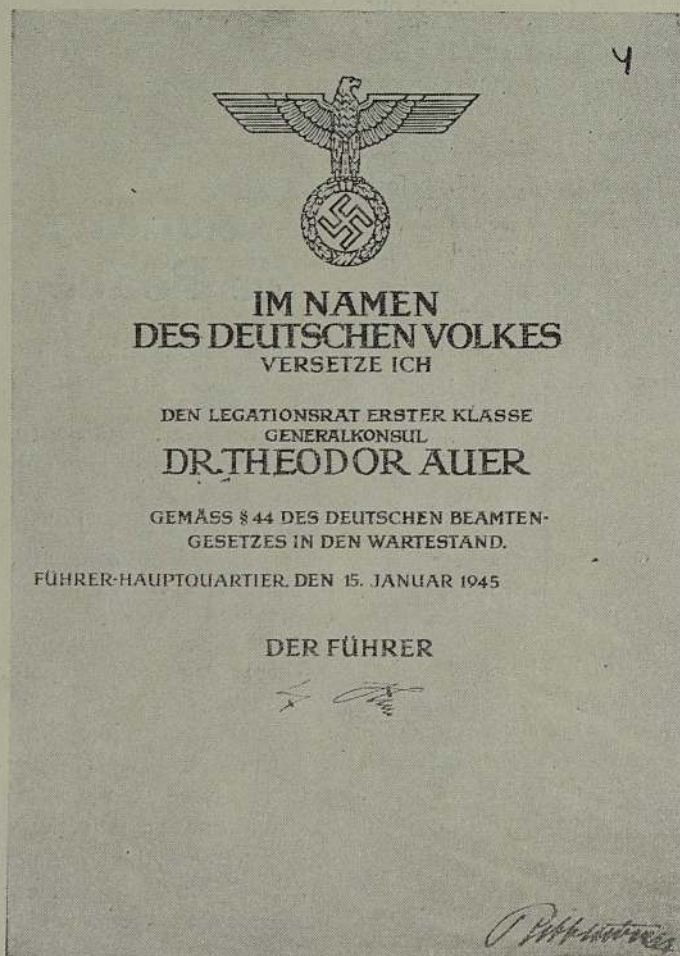 4
IM NAMEN
DES DEUTSCHEN VOLKES
VERSETZE ICH
DEN LEGATIONSRAT ERSTER KLASSE
GENERALKONSUL
DR. THEODOR AUER
GEMÄSS § 44 DES DEUTSCHEN BEAMTEN-
GESETZES IN DEN WARTESTAND.
FÜHRER-HAUPTQUARTIER, DEN 15. JANUAR 1945
DER FÜHRER